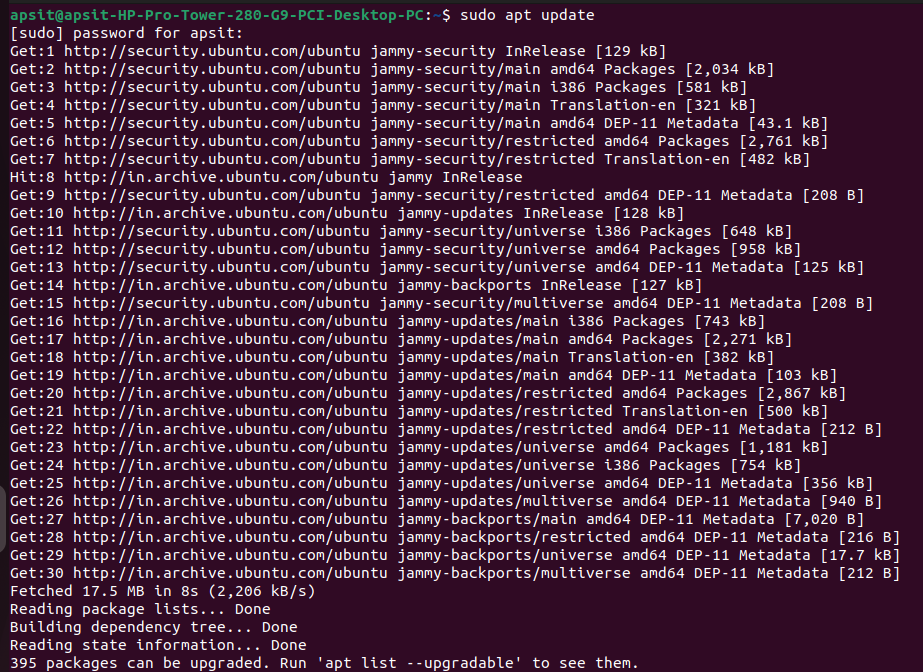 apsit@apsit-HP-Pro-Tower-280-G9-PCI-Desktop-PC:~$ sudo apt update
[sudo] password for apsit:
Get:1 http://security.ubuntu.com/ubuntu jammy-security InRelease [129 kB]
Get:2 http://security.ubuntu.com/ubuntu jammy-security/main amd64 Packages [2,034 kB]
Get:3 http://security.ubuntu.com/ubuntu jammy-security/main i386 Packages [581 kB]
Get:4 http://security.ubuntu.com/ubuntu jammy-security/main Translation-en [321 kB]
Get:5 http://security.ubuntu.com/ubuntu jammy-security/main amd64 DEP-11 Metadata [43.1 kB]
Get:6 http://security.ubuntu.com/ubuntu jammy-security/restricted amd64 Packages [2,761 kB]
Get:7 http://security.ubuntu.com/ubuntu jammy-security/restricted Translation-en [482 kB]
Hit:8 http://in.archive.ubuntu.com/ubuntu jammy InRelease
Get:9 http://security.ubuntu.com/ubuntu jammy-security/restricted amd64 DEP-11 Metadata [208 B]
Get:10 http://in.archive.ubuntu.com/ubuntu jammy-updates InRelease [128 kB]
Get:11 http://security.ubuntu.com/ubuntu jammy-security/universe i386 Packages [648 kB]
Get:12 http://security.ubuntu.com/ubuntu jammy-security/universe amd64 Packages [958 kB]
Get:13 http://security.ubuntu.com/ubuntu jammy-security/universe amd64 DEP-11 Metadata [125 kB]
Get:14 http://in.archive.ubuntu.com/ubuntu jammy-backports InRelease [127 kB]
Get:15 http://security.ubuntu.com/ubuntu jammy-security/multiverse amd64 DEP-11 Metadata [208 B]
Get:16 http://in.archive.ubuntu.com/ubuntu jammy-updates/main i386 Packages [743 kB]
Get:17 http://in.archive.ubuntu.com/ubuntu jammy-updates/main amd64 Packages [2,271 kB]
Get:18 http://in.archive.ubuntu.com/ubuntu jammy-updates/main Translation-en [382 kB]
Get:19 http://in.archive.ubuntu.com/ubuntu jammy-updates/main amd64 DEP-11 Metadata [103 kB]
Get:20 http://in.archive.ubuntu.com/ubuntu jammy-updates/restricted amd64 Packages [2,867 kB]
Get:21 http://in.archive.ubuntu.com/ubuntu jammy-updates/restricted Translation-en [500 kB]
Get:22 http://in.archive.ubuntu.com/ubuntu jammy-updates/restricted amd64 DEP-11 Metadata [212 B]
Get:23 http://in.archive.ubuntu.com/ubuntu jammy-updates/universe amd64 Packages [1,181 kB]
Get:24 http://in.archive.ubuntu.com/ubuntu jammy-updates/universe i386 Packages [754 kB]
Get:25 http://in.archive.ubuntu.com/ubuntu jammy-updates/universe amd64 DEP-11 Metadata [356 kB]
Get:26 http://in.archive.ubuntu.com/ubuntu jammy-updates/multiverse amd64 DEP-11 Metadata [940 B]
Get:27 http://in.archive.ubuntu.com/ubuntu jammy-backports/main amd64 DEP-11 Metadata [7,020 B]
Get:28 http://in.archive.ubuntu.com/ubuntu jammy-backports/restricted amd64 DEP-11 Metadata [216 B]
Get:29 http://in.archive.ubuntu.com/ubuntu jammy-backports/universe amd64 DEP-11 Metadata [17.7 kB]
Get:30 http://in.archive.ubuntu.com/ubuntu jammy-backports/multiverse amd64 DEP-11 Metadata [212 B]
Fetched 17.5 MB in 8s (2,206 kB/s)
Reading package lists... Done
Building dependency tree... Done
Reading state information... Done
395 packages can be upgraded. Run 'apt list --upgradable' to see them.